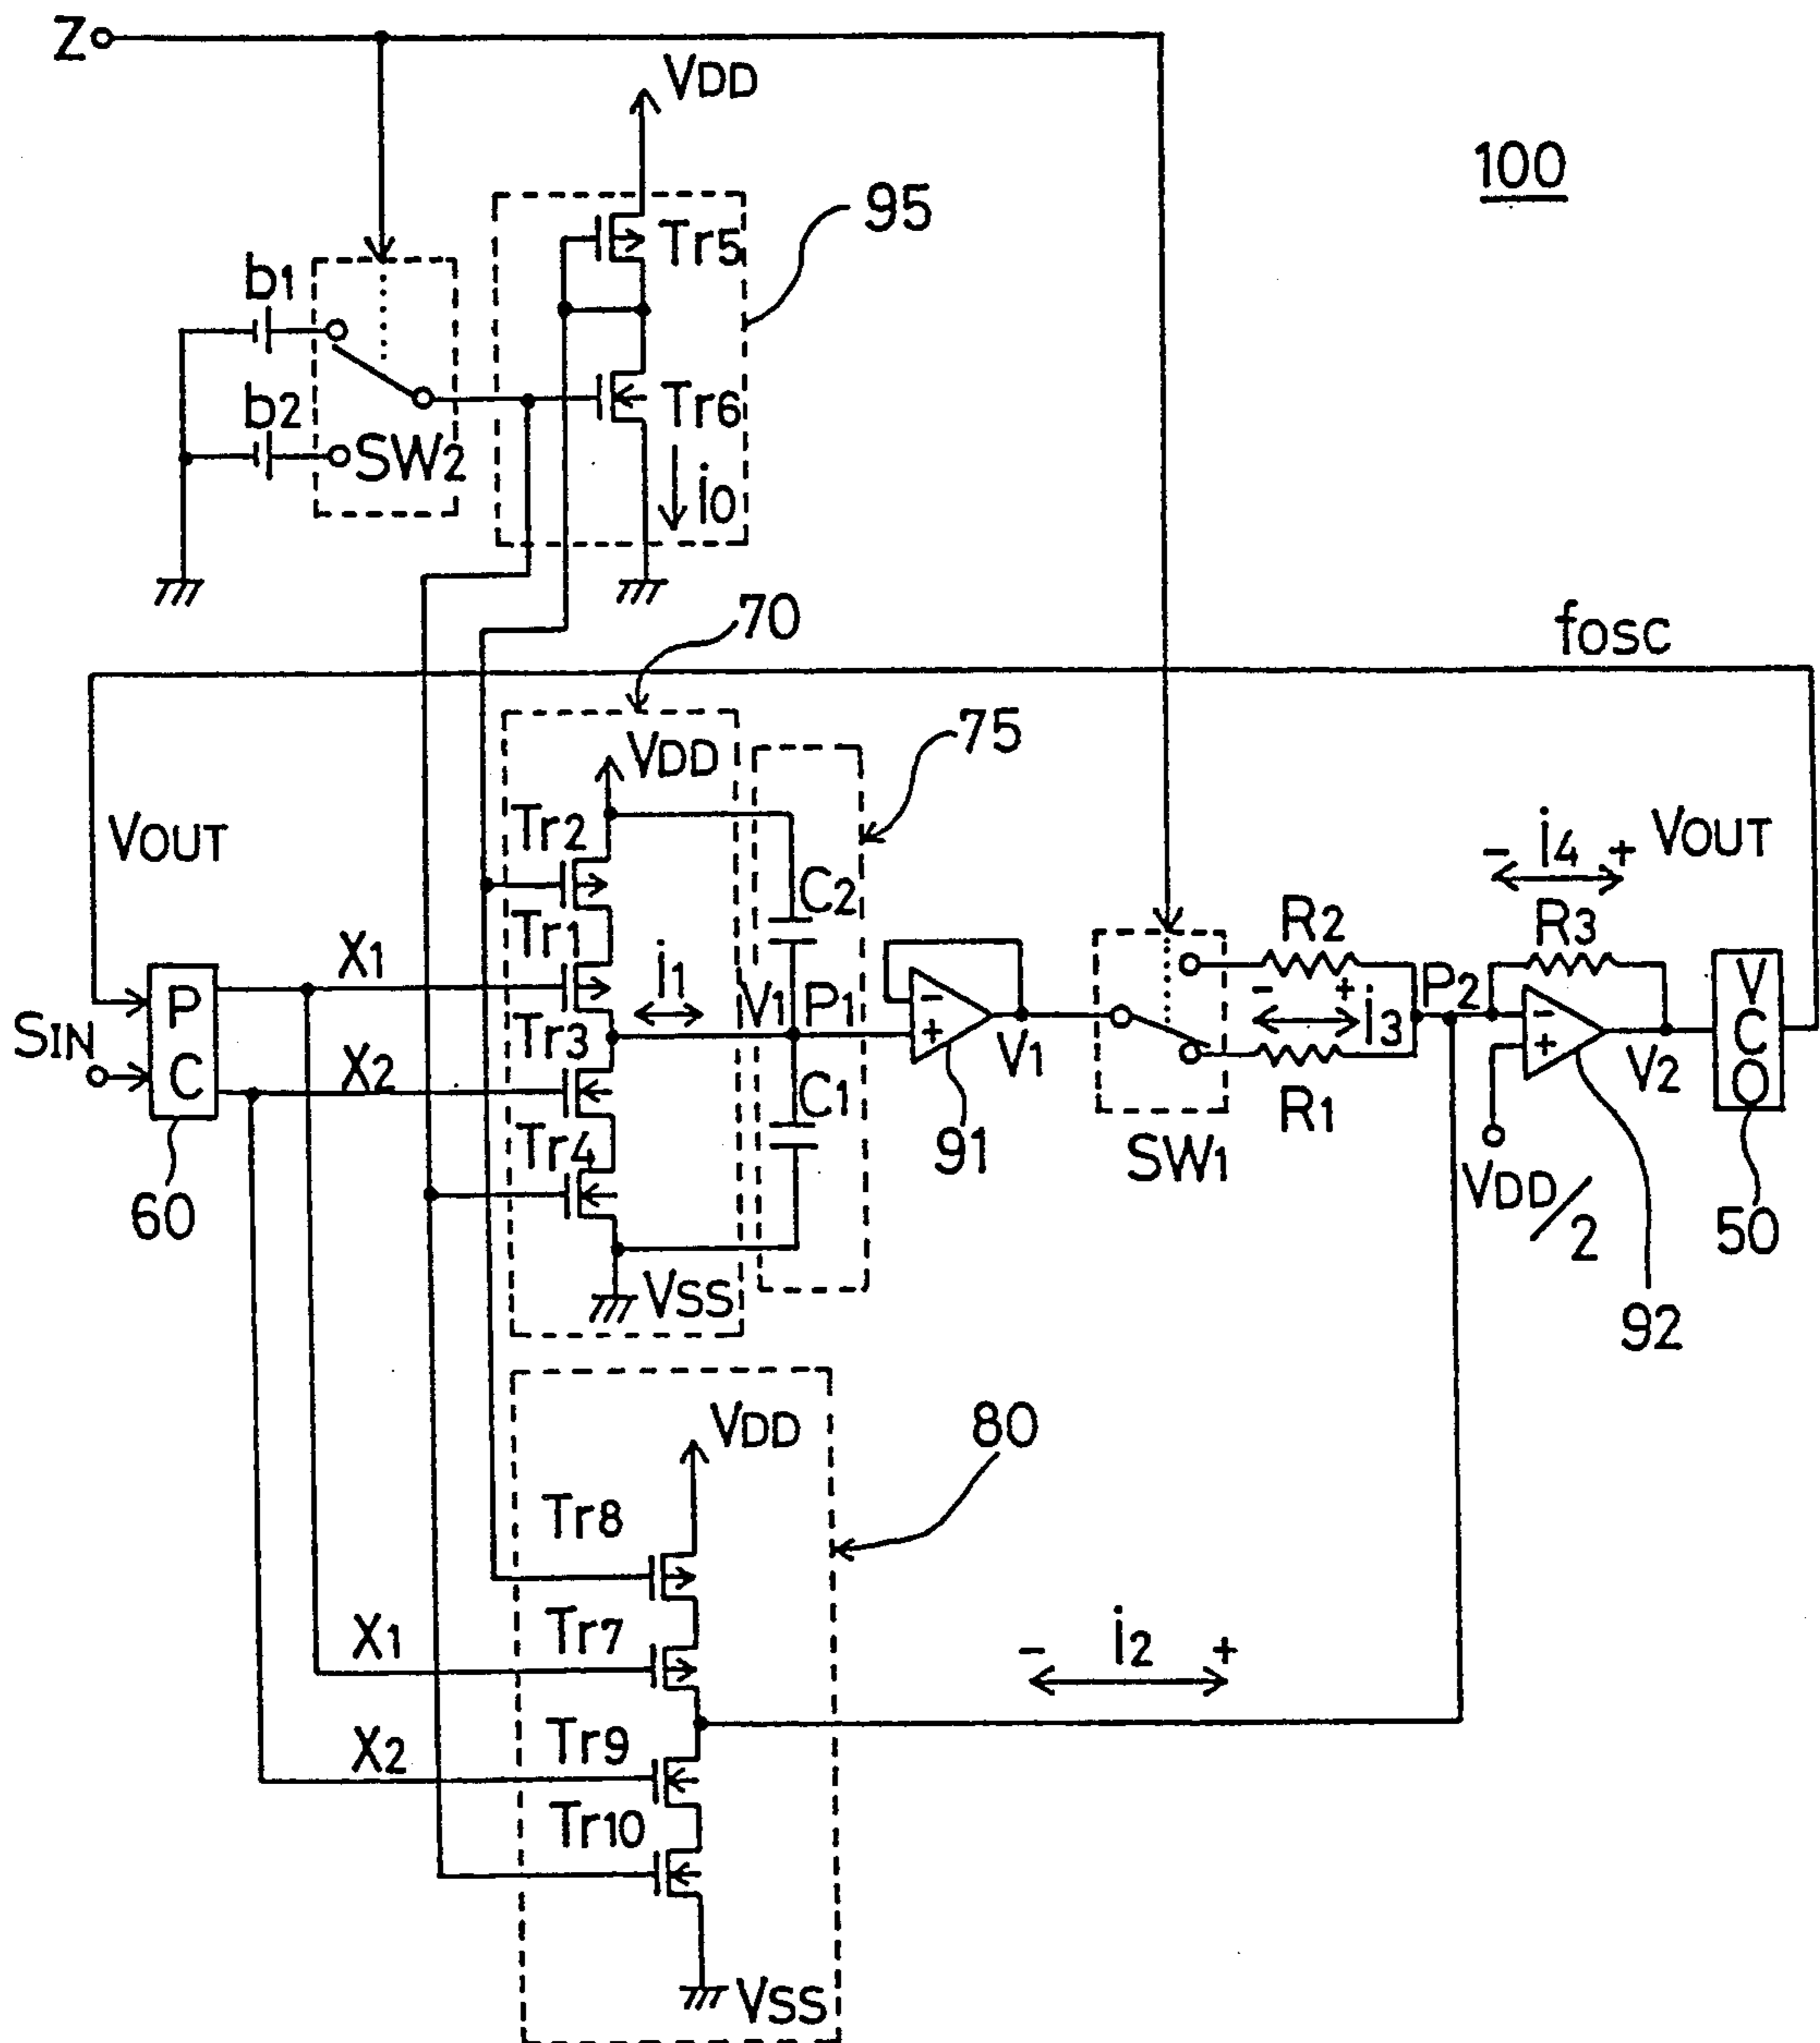 Z
VDD
100
95
Tr5
b1
Tr6
b2
SW2
i0
70
fosc
VDD
75
VOUT
Tr2
i4
VOUT
- +
C2
Tr1
R2
R3
X1
i1
V1
P1
- +
P2
V
C
O
P
C
-
+
i3
-
+
SIN
Tr3
X2
V1
V2
C1
R1
Tr4
91
SW1
VDD/2
60
50
VSS
92
VDD
80
Tr8
X1
Tr7
- i2 +
X2
Tr9
Tr10
VSS